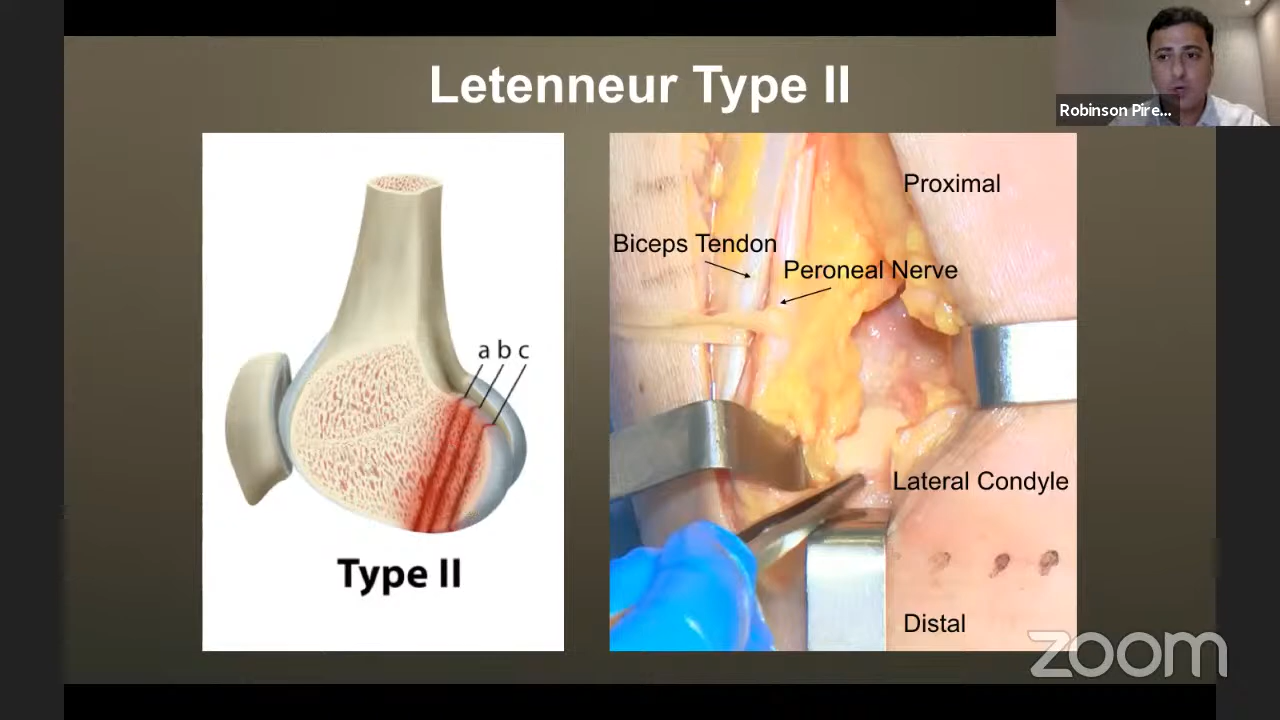 Letenneur Type II
Robinson Pire...
Proximal
Biceps Tendon
Peroneal Nerve
a b c
Lateral Condyle
Type II
Distal
zoom